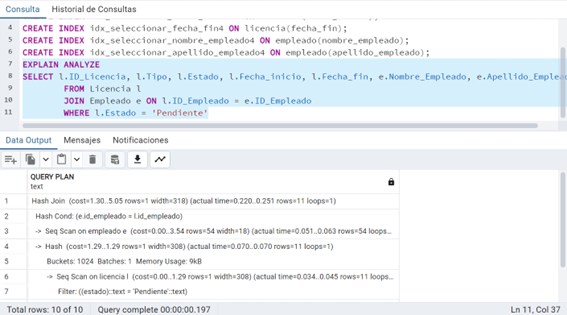 Consulta Historial de Consultas
4 CREATE INDEX idx_seleccionar_fecha_fin4 ON licencia(fecha_fin);
5 CREATE INDEX idx_seleccionar_nombre_empleado4 ON empleado(nombre_empleado);
6 CREATE INDEX idx_seleccionar_apellido_empleado4 ON empleado(apellido_empleado);
7 EXPLAIN ANALYZE
8 SELECT l.ID_Licencia, l.Tipo, l.Estado, l.Fecha_inicio, l.Fecha_fin, e.Nombre_Empleado, e.Apellido_Emplea
9 FROM Licencia l
10 JOIN Empleado e ON l.ID_Empleado = e.ID_Empleado
11 WHERE l.Estado = 'Pendiente'
Data Output Mensajes Notificaciones
QUERY PLAN
text
1 Hash Join (cost=1.30..5.05 rows=1 width=318) (actual time=0.220..0.251 rows=11 loops=1)
2 Hash Cond: (e.id_empleado = l.id_empleado)
3 -> Seq Scan on empleado e (cost=0.00..3.54 rows=54 width=18) (actual time=0.051..0.063 rows=54 loops...
4 -> Hash (cost=1.29..1.29 rows=1 width=308) (actual time=0.070..0.070 rows=11 loops=1)
5 Buckets: 1024 Batches: 1 Memory Usage: 9kB
6 -> Seq Scan on licencia l (cost=0.00..1.29 rows=1 width=308) (actual time=0.034..0.045 rows=11 loops...
7 Filter: ((estado)::text = 'Pendiente'::text)
Total rows: 10 of 10 Query complete 00:00:00.197 Ln 11, Col 37